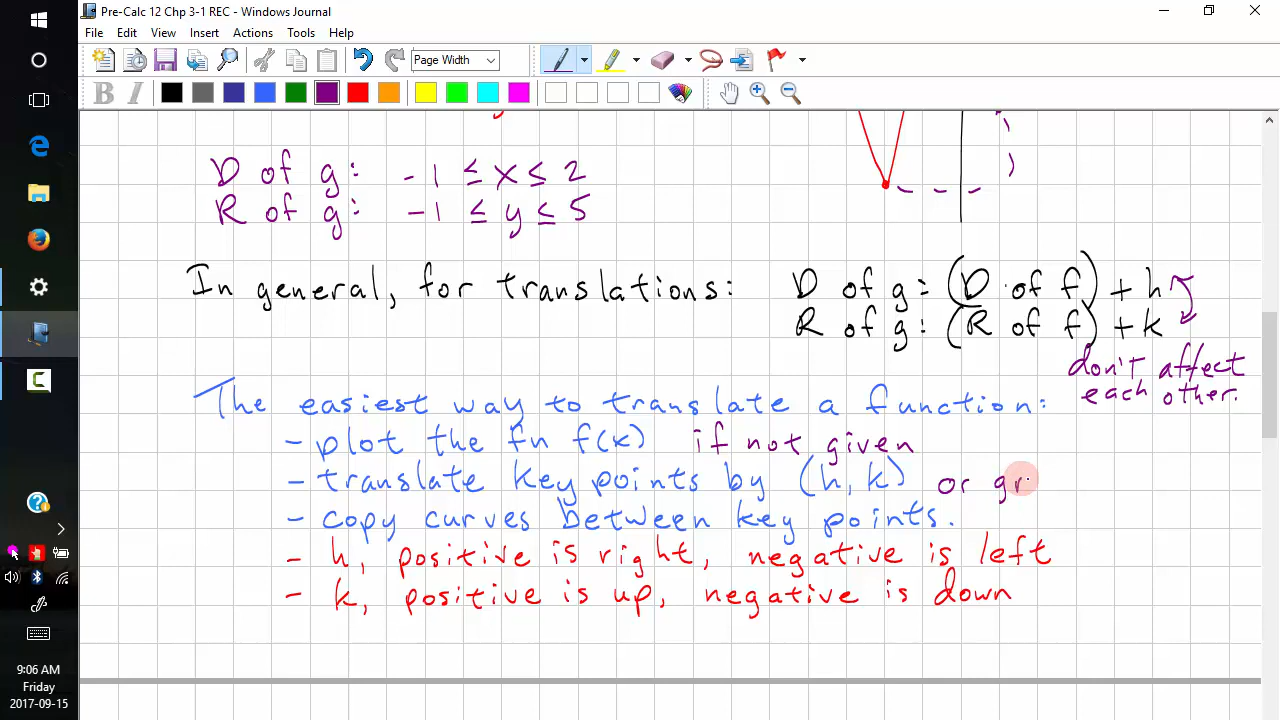 Pre-Calc 12 Chp 3-1 REC - Windows Journal
File Edit View Insert Actions Tools Help
Page Width
B I
D of g: -1 ≤ x ≤ 2
R of g: -1 ≤ y ≤ 5
In general, for translations: D of g: (D of f) + h
R of g: (R of f) + k
don't affect
each other.
The easiest way to translate a function:
- plot the fn f(x) if not given
- translate key points by (h, k) or gr
- copy curves between key points.
- h, positive is right, negative is left
- k, positive is up, negative is down
9:06 AM
Friday
2017-09-15